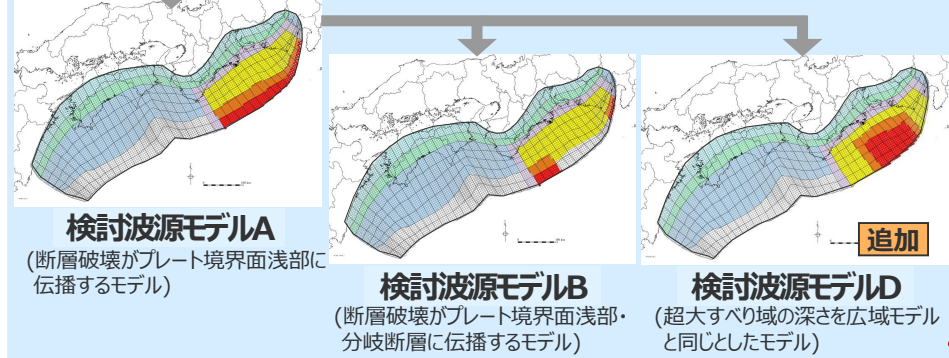 検討波源モデルA
(断層破壊がプレート境界面浅部に
伝播するモデル)
検討波源モデルB
(断層破壊がプレート境界面浅部・
分岐断層に伝播するモデル)
追加
検討波源モデルD
(超大すべり域の深さを広域モデル
と同じとしたモデル)